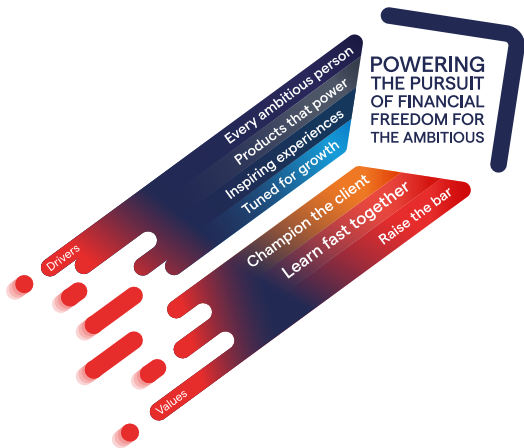 POWERING
THE PURSUIT
OF FINANCIAL
FREEDOM FOR
THE AMBITIOUS
Every ambitious person
Products that power
Inspiring experiences
Tuned for growth
Drivers
Champion the client
Learn fast together
Raise the bar
Values